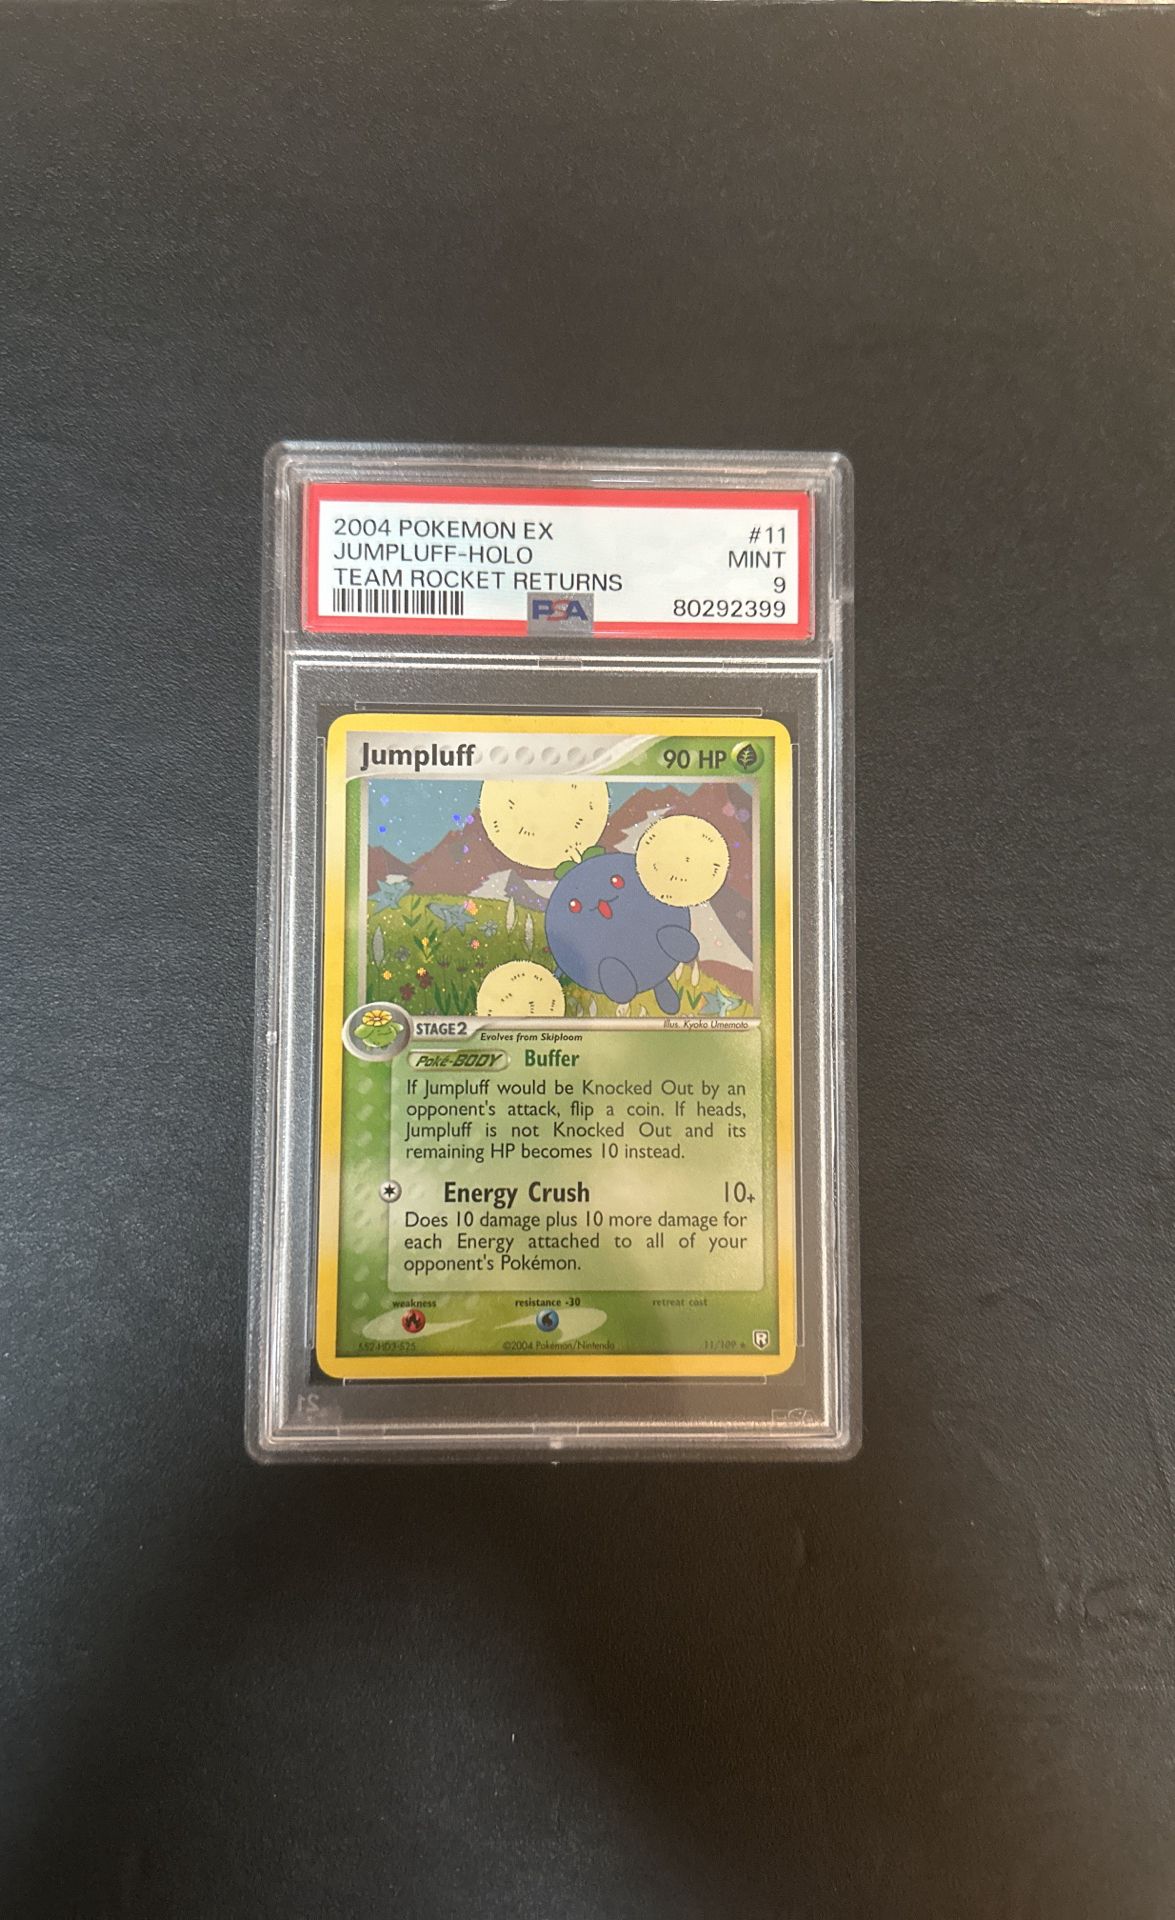 2004 POKEMON EX #11
JUMPLUFF-HOLO MINT
TEAM ROCKET RETURNS 9
PSA 80292399
Jumpluff 90 HP
Illus. Kyoko Umemoto
STAGE2 Evolves from Skiploom
Poké-BODY Buffer
If Jumpluff would be Knocked Out by an
opponent's attack, flip a coin. If heads,
Jumpluff is not Knocked Out and its
remaining HP becomes 10 instead.
Energy Crush 10+
Does 10 damage plus 10 more damage for
each Energy attached to all of your
opponent's Pokémon.
weakness resistance -30 retreat cost
©2004 Pokémon/Nintendo 11/109 ★ R
21